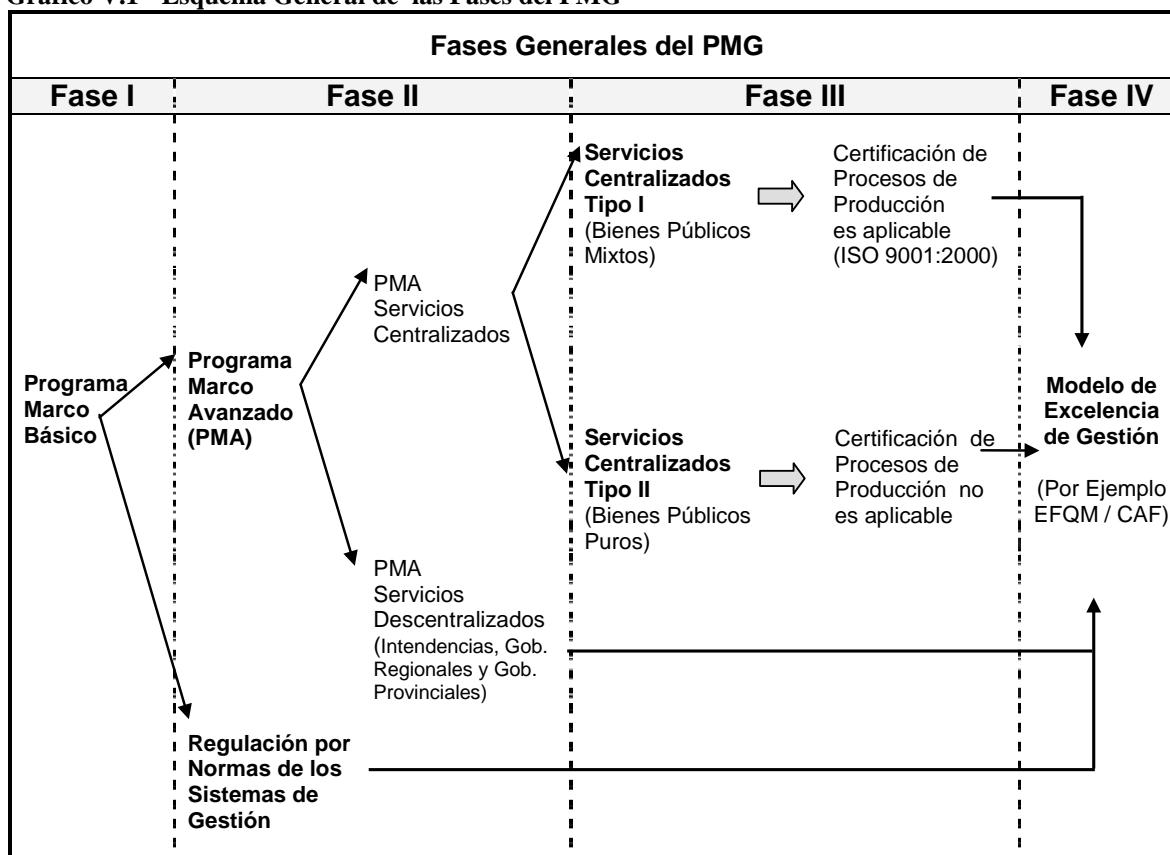 Gráfico V.1 Esquema General de las Fases del PMG
Fases Generales del PMG
Fase I
Fase II
Fase III
Fase IV
Programa
Marco
Básico
Programa
Marco
Avanzado
(PMA)
Regulación por
Normas de los
Sistemas de
Gestión
PMA
Servicios
Centralizados
PMA
Servicios
Descentralizados
(Intendencias, Gob.
Regionales y Gob.
Provinciales)
Servicios
Centralizados
Tipo I
(Bienes Públicos
Mixtos)
Certificación de
Procesos de
Producción
es aplicable
(ISO 9001:2000)
Servicios
Centralizados
Tipo II
(Bienes Públicos
Puros)
Certificación de
Procesos de
Producción no
es aplicable
Modelo de
Excelencia
de Gestión
(Por Ejemplo
EFQM / CAF)